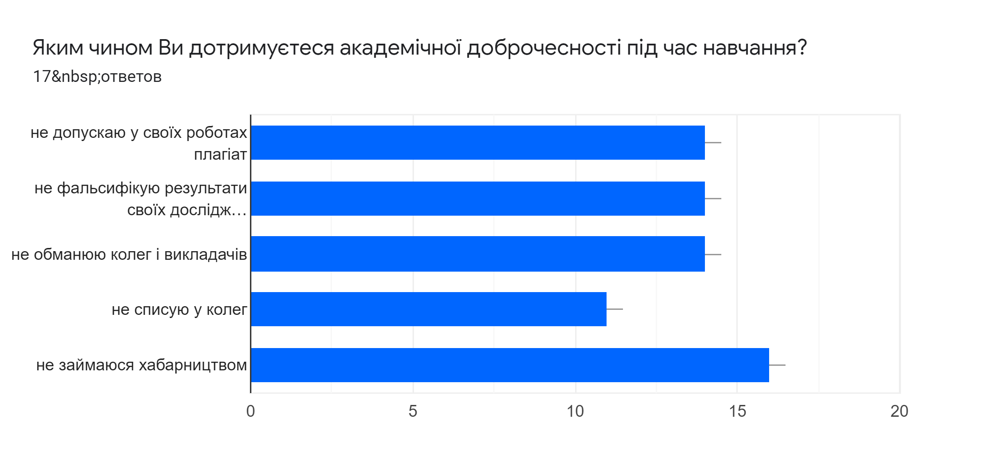 Яким чином Ви дотримуєтеся академічної доброчесності під час навчання?
17&nbsp;ответов
не допускаю у своїх роботах
плагіат
не фальсифікую результати
своїх дослідж…
не обманюю колег і викладачів
не списую у колег
не займаюся хабарництвом
0 5 10 15 20